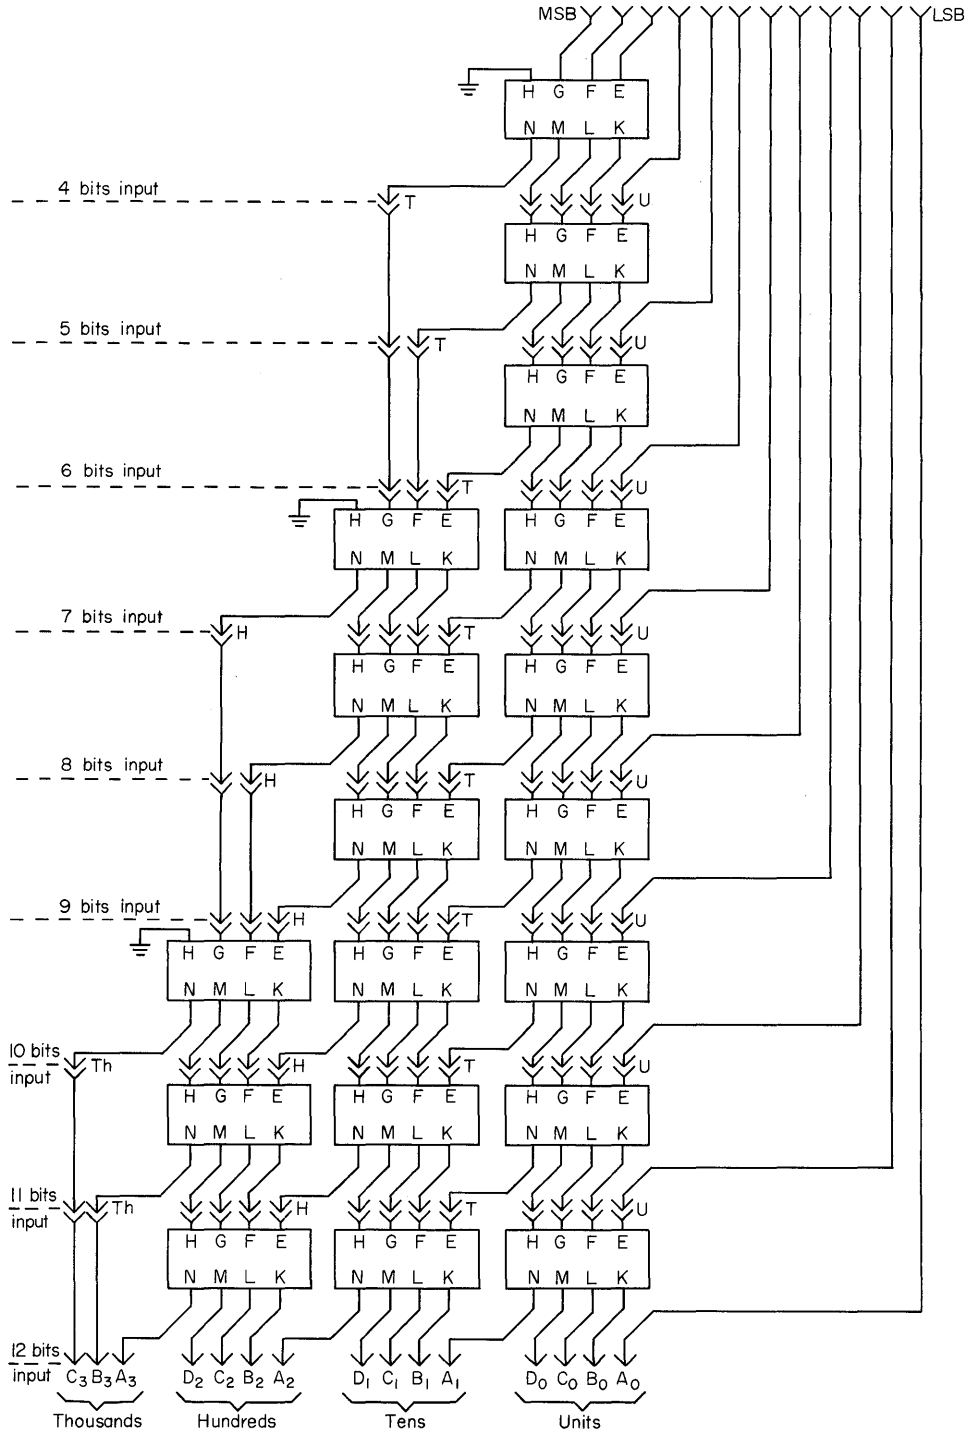 MSB LSB
H G F E
N M L K
4 bits input T U
H G F E
N M L K
5 bits input T U
H G F E
N M L K
6 bits input T U
H G F E H G F E
N M L K N M L K
7 bits input H T U
H G F E H G F E
N M L K N M L K
8 bits input H T U
H G F E H G F E
N M L K N M L K
9 bits input H T U
H G F E H G F E H G F E
N M L K N M L K N M L K
10 bits Th H T U
input
H G F E H G F E H G F E
N M L K N M L K N M L K
11 bits Th H T U
input
H G F E H G F E H G F E
N M L K N M L K N M L K
12 bits
input C₃ B₃ A₃ D₂ C₂ B₂ A₂ D₁ C₁ B₁ A₁ D₀ C₀ B₀ A₀
Thousands Hundreds Tens Units